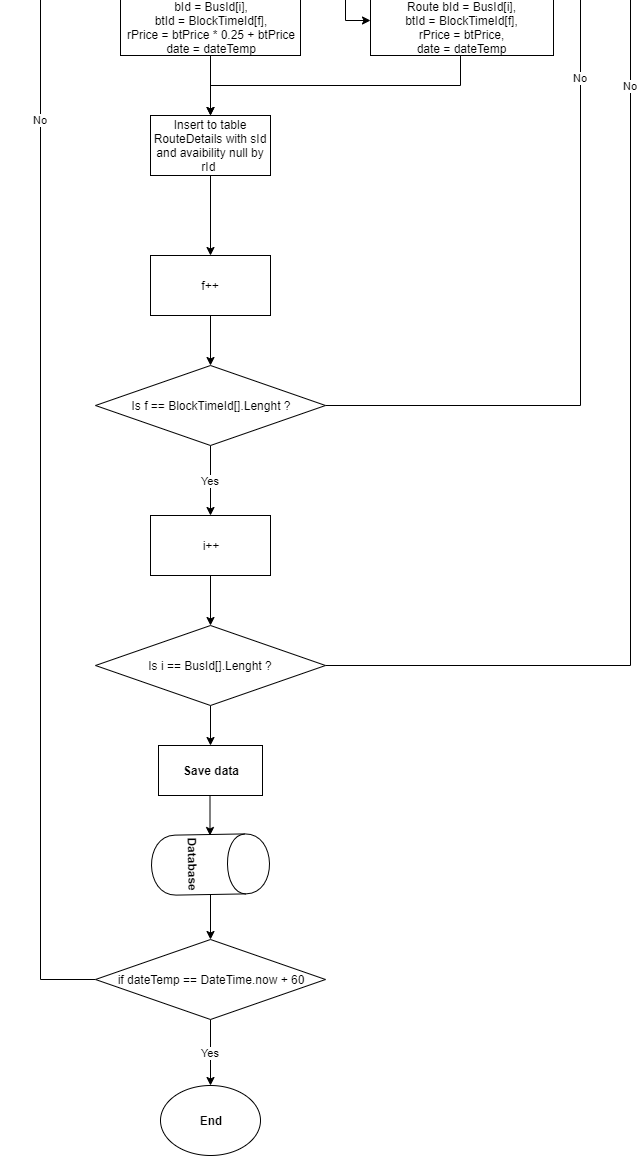 bId = BusId[i],
btId = BlockTimeId[f],
rPrice = btPrice * 0.25 + btPrice
date = dateTemp
Route bId = BusId[i],
btId = BlockTimeId[f],
rPrice = btPrice,
date = dateTemp
No
No
No
Insert to table
RouteDetails with sId
and avaibility null by
rId
f++
Is f == BlockTimeId[].Lenght ?
Yes
i++
Is i == BusId[].Lenght ?
Save data
Database
if dateTemp == DateTime.now + 60
Yes
End